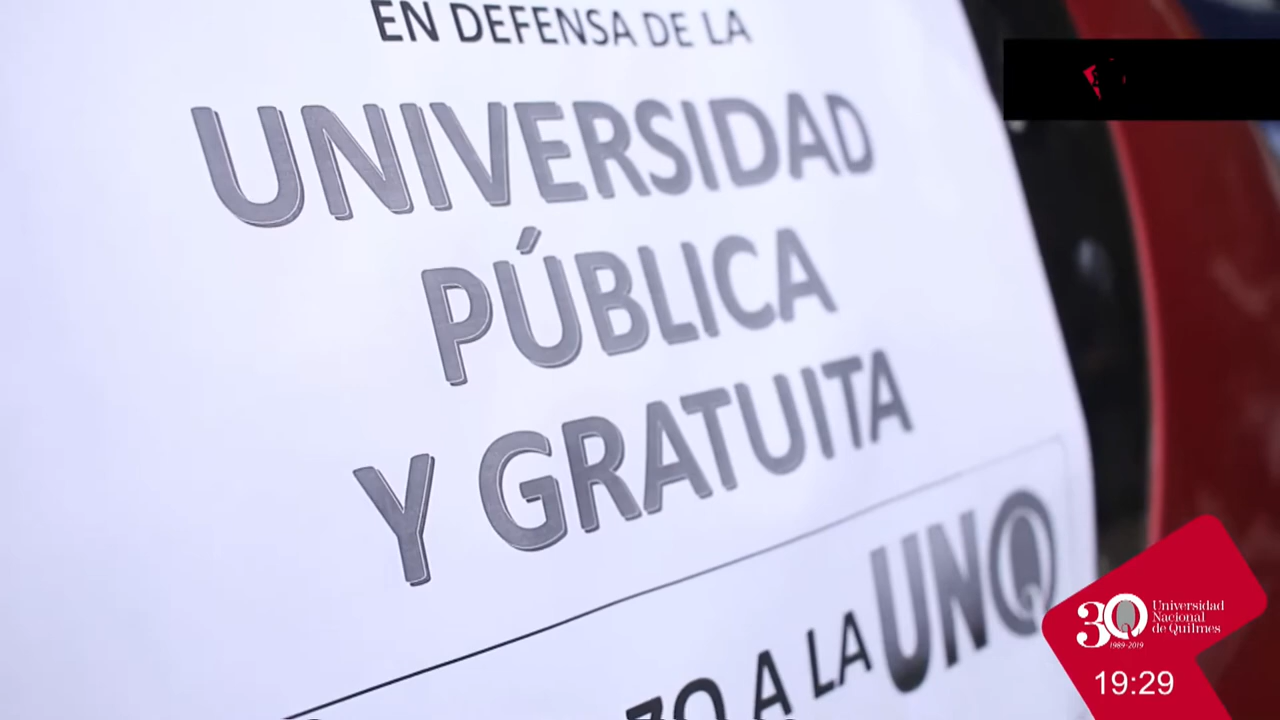 EN DEFENSA DE LA
UNIVERSIDAD
PÚBLICA
Y GRATUITA
A LA UNQ
30
Universidad
Nacional
de Quilmes
1989-2019
19:29